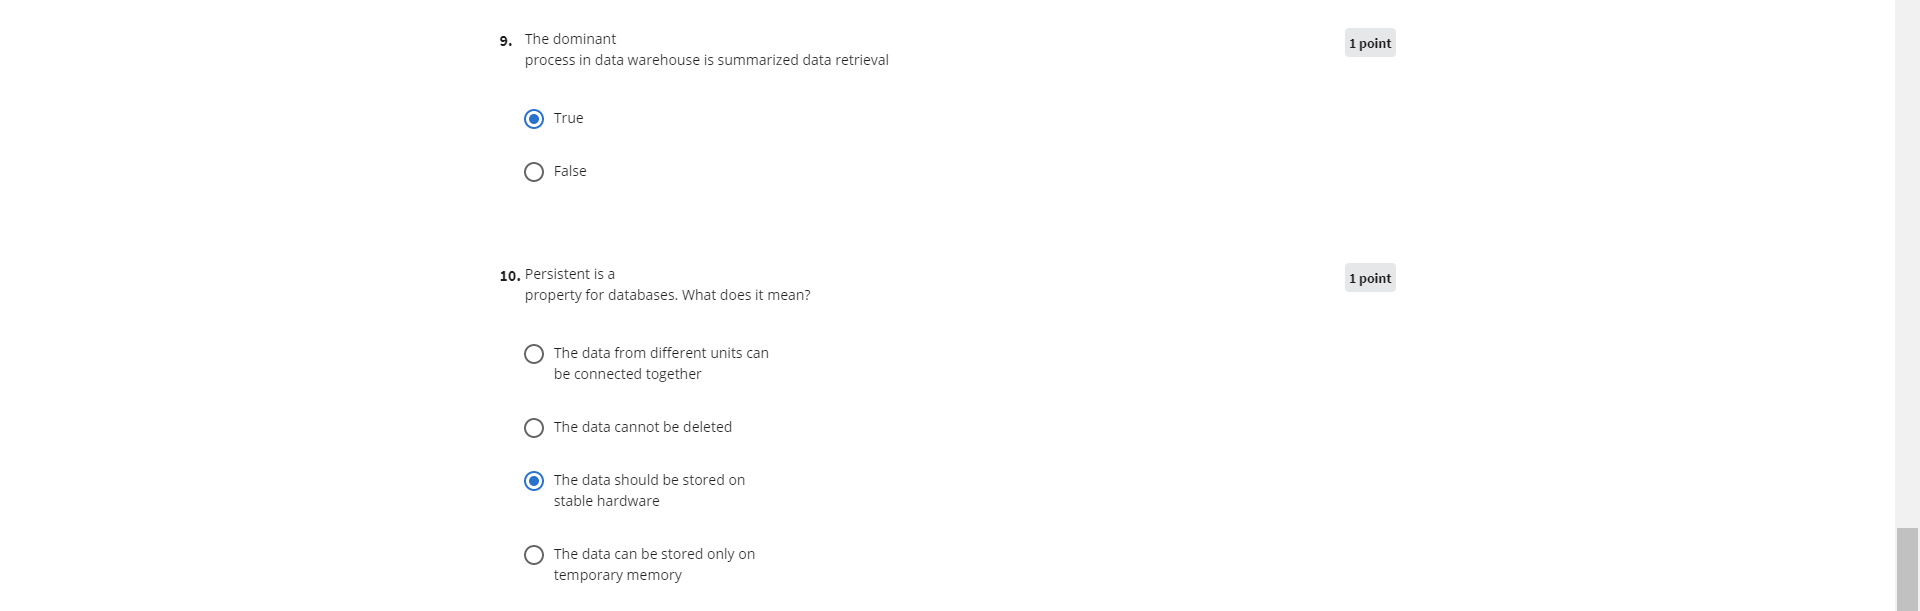 9. The dominant
process in data warehouse is summarized data retrieval
1 point
True
False
10. Persistent is a
property for databases. What does it mean?
1 point
The data from different units can
be connected together
The data cannot be deleted
The data should be stored on
stable hardware
The data can be stored only on
temporary memory